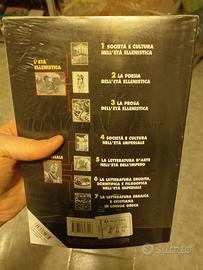 L'ETÀ
ELLENISTICA
1 SOCIETÀ E CULTURA
NELL'ETÀ ELLENISTICA
2 LA POESIA
DELL'ETÀ ELLENISTICA
3 LA PROSA
DELL'ETÀ ELLENISTICA
4 SOCIETÀ E CULTURA
NELL'ETÀ IMPERIALE
5 LA LETTERATURA D'ARTE
NELL'ETÀ DELL'IMPERO
6 LA LETTERATURA ERUDITA,
SCIENTIFICA E FILOSOFICA
NELL'ETÀ IMPERIALE
7 LA LETTERATURA EBRAICA
E CRISTIANA
DI LINGUA GRECA
Subito